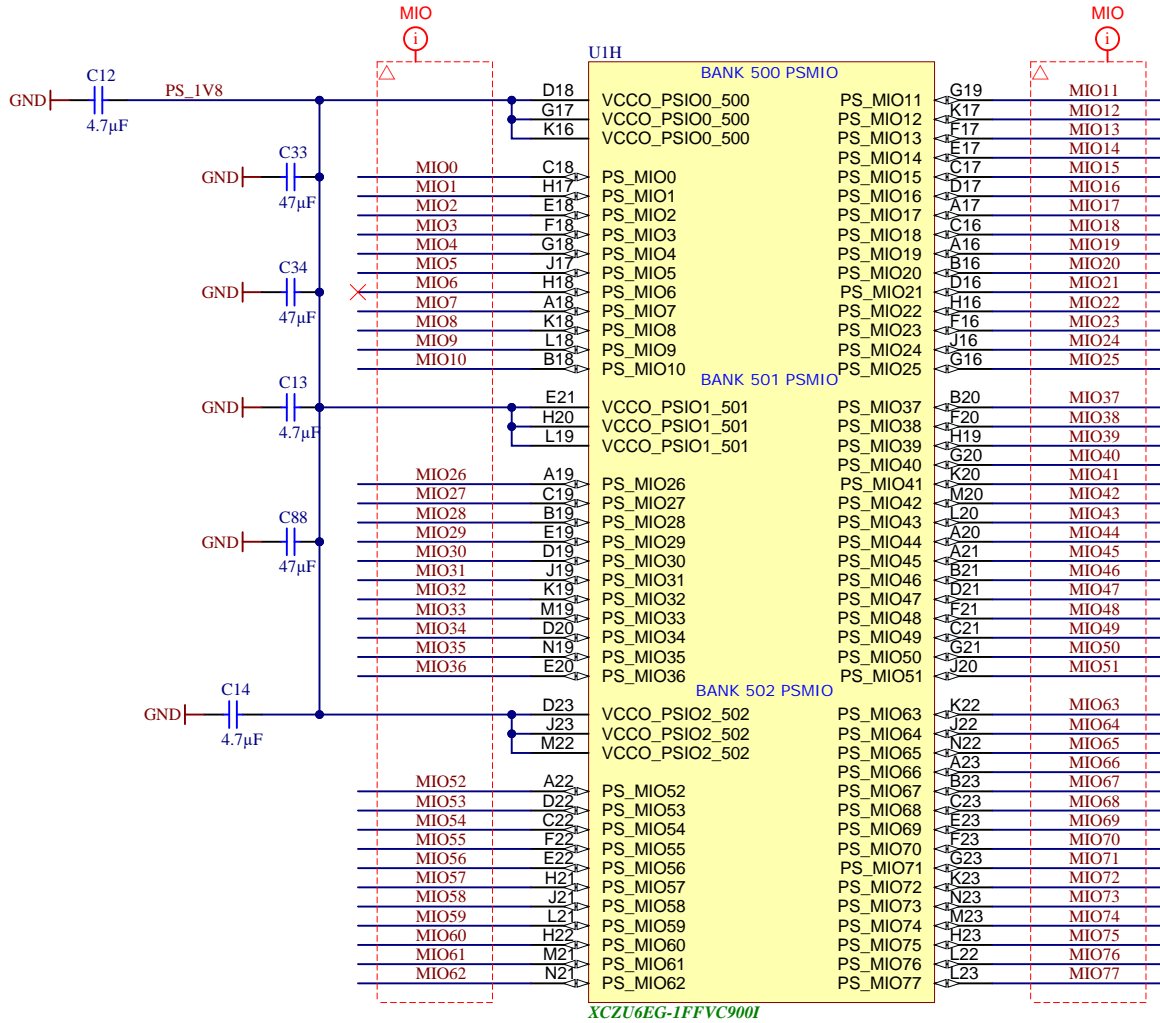 MIO
i
MIO
i
U1H
BANK 500 PSMIO
GND C12 4.7µF PS_1V8 D18 VCCO_PSIO0_500 PS_MIO11 G19 MIO11
G17 VCCO_PSIO0_500 PS_MIO12 K17 MIO12
K16 VCCO_PSIO0_500 PS_MIO13 F17 MIO13
PS_MIO14 E17 MIO14
GND C33 47µF MIO0 C18 PS_MIO0 PS_MIO15 C17 MIO15
MIO1 H17 PS_MIO1 PS_MIO16 D17 MIO16
MIO2 E18 PS_MIO2 PS_MIO17 A17 MIO17
MIO3 F18 PS_MIO3 PS_MIO18 C16 MIO18
MIO4 G18 PS_MIO4 PS_MIO19 A16 MIO19
MIO5 J17 PS_MIO5 PS_MIO20 B16 MIO20
GND C34 47µF MIO6 H18 PS_MIO6 PS_MIO21 D16 MIO21
MIO7 A18 PS_MIO7 PS_MIO22 H16 MIO22
MIO8 K18 PS_MIO8 PS_MIO23 F16 MIO23
MIO9 L18 PS_MIO9 PS_MIO24 J16 MIO24
MIO10 B18 PS_MIO10 PS_MIO25 G16 MIO25
BANK 501 PSMIO
GND C13 4.7µF E21 VCCO_PSIO1_501 PS_MIO37 B20 MIO37
H20 VCCO_PSIO1_501 PS_MIO38 F20 MIO38
L19 VCCO_PSIO1_501 PS_MIO39 H19 MIO39
PS_MIO40 G20 MIO40
MIO26 A19 PS_MIO26 PS_MIO41 K20 MIO41
MIO27 C19 PS_MIO27 PS_MIO42 M20 MIO42
MIO28 B19 PS_MIO28 PS_MIO43 L20 MIO43
GND C88 47µF MIO29 E19 PS_MIO29 PS_MIO44 A20 MIO44
MIO30 D19 PS_MIO30 PS_MIO45 A21 MIO45
MIO31 J19 PS_MIO31 PS_MIO46 B21 MIO46
MIO32 K19 PS_MIO32 PS_MIO47 D21 MIO47
MIO33 M19 PS_MIO33 PS_MIO48 F21 MIO48
MIO34 D20 PS_MIO34 PS_MIO49 C21 MIO49
MIO35 N19 PS_MIO35 PS_MIO50 G21 MIO50
MIO36 E20 PS_MIO36 PS_MIO51 J20 MIO51
BANK 502 PSMIO
GND C14 4.7µF D23 VCCO_PSIO2_502 PS_MIO63 K22 MIO63
J23 VCCO_PSIO2_502 PS_MIO64 J22 MIO64
M22 VCCO_PSIO2_502 PS_MIO65 N22 MIO65
PS_MIO66 A23 MIO66
MIO52 A22 PS_MIO52 PS_MIO67 B23 MIO67
MIO53 D22 PS_MIO53 PS_MIO68 C23 MIO68
MIO54 C22 PS_MIO54 PS_MIO69 E23 MIO69
MIO55 F22 PS_MIO55 PS_MIO70 F23 MIO70
MIO56 E22 PS_MIO56 PS_MIO71 G23 MIO71
MIO57 H21 PS_MIO57 PS_MIO72 K23 MIO72
MIO58 J21 PS_MIO58 PS_MIO73 N23 MIO73
MIO59 L21 PS_MIO59 PS_MIO74 M23 MIO74
MIO60 H22 PS_MIO60 PS_MIO75 H23 MIO75
MIO61 M21 PS_MIO61 PS_MIO76 L22 MIO76
MIO62 N21 PS_MIO62 PS_MIO77 L23 MIO77
XCZU6EG-1FFVC900I